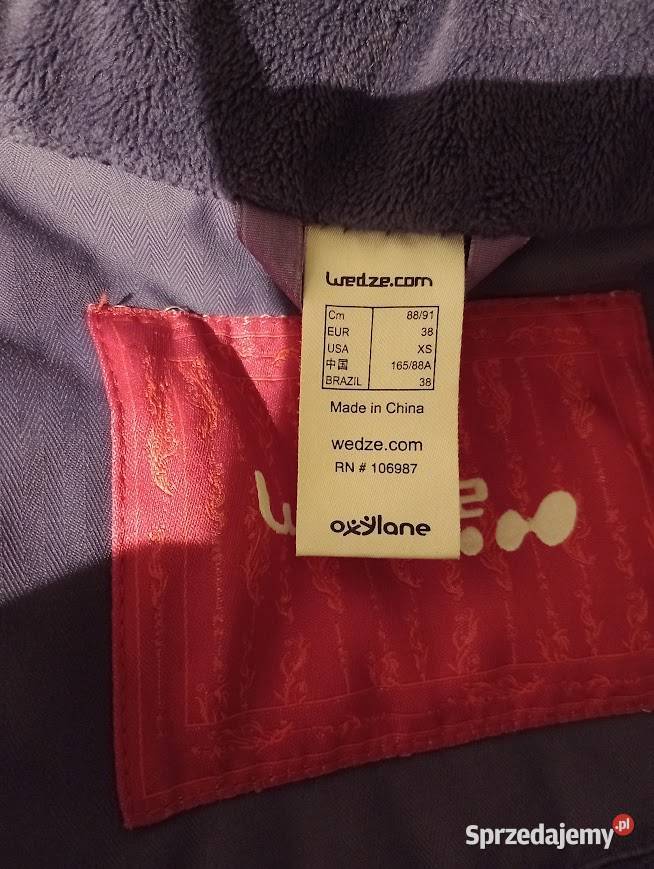 wedze.com
Cm 88/91
EUR 38
USA XS
中国 165/88A
BRAZIL 38
Made in China
wedze.com
RN # 106987
oxylane
Sprzedajemy.pl